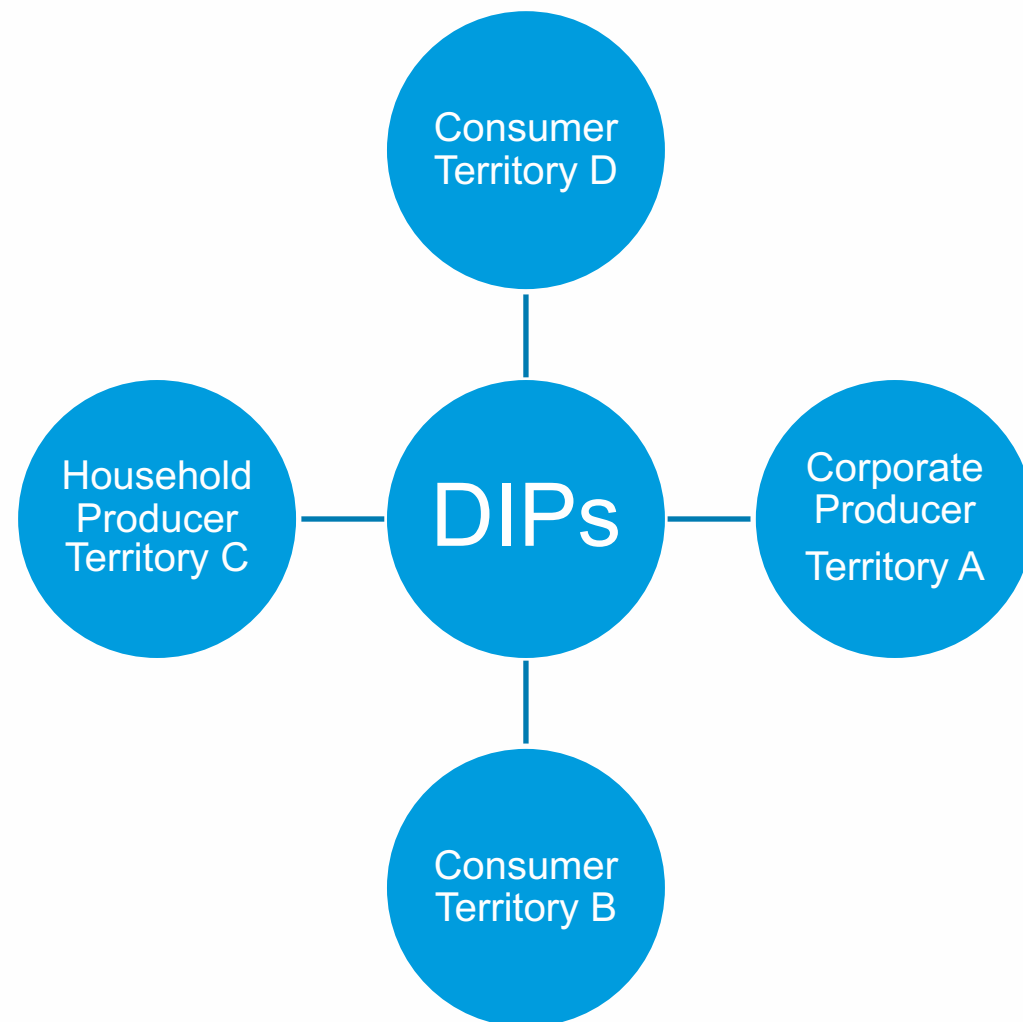 Consumer
Territory D
Household
Producer
Territory C
DIPs
Corporate
Producer
Territory A
Consumer
Territory B